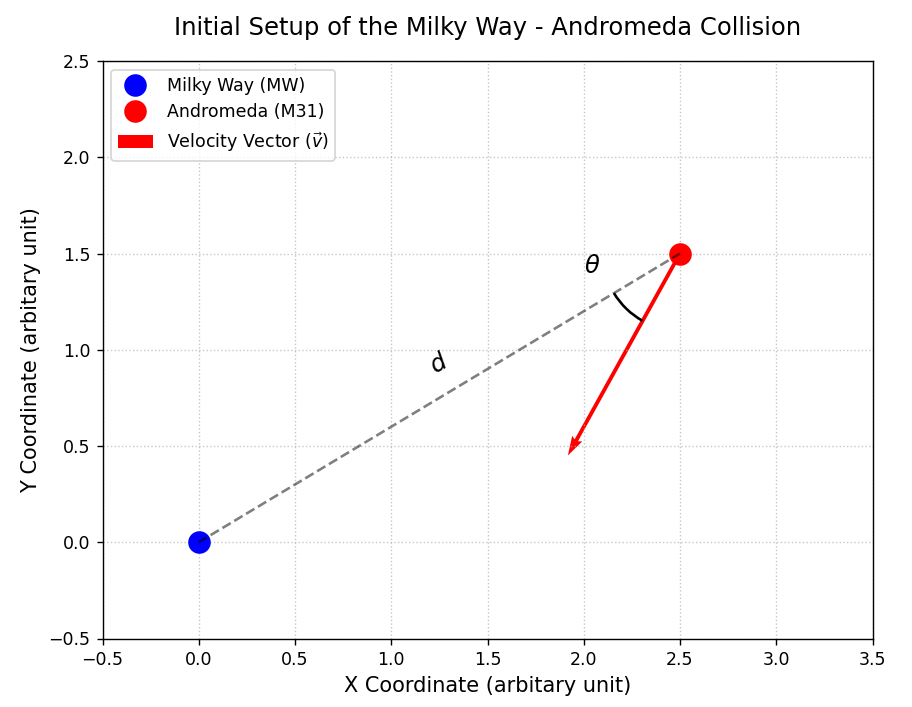 Initial Setup of the Milky Way - Andromeda Collision
2.5
2.0
1.5
1.0
0.5
0.0
−0.5
Y Coordinate (arbitary unit)
Milky Way (MW)
Andromeda (M31)
Velocity Vector (v⃗)
θ
d
−0.5
0.0
0.5
1.0
1.5
2.0
2.5
3.0
3.5
X Coordinate (arbitary unit)